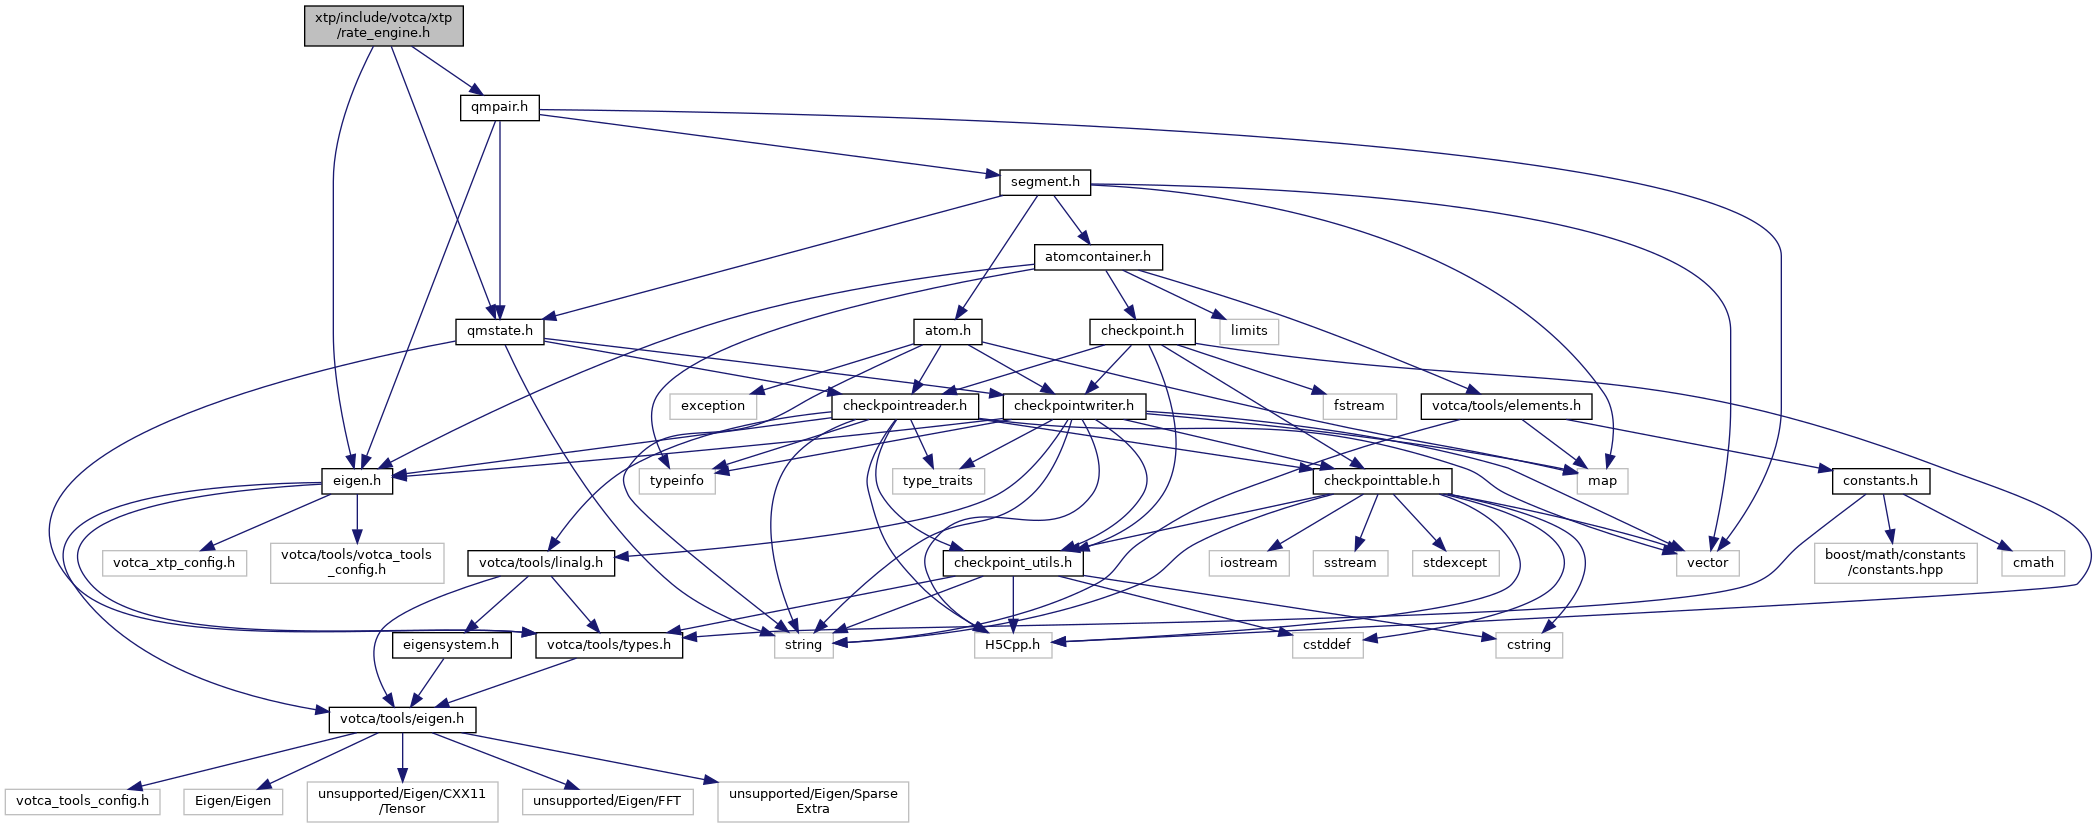 xtp/include/votca/xtp
/rate_engine.h
qmpair.h
segment.h
atomcontainer.h
qmstate.h
atom.h
checkpoint.h
limits
exception
checkpointreader.h
checkpointwriter.h
fstream
votca/tools/elements.h
eigen.h
typeinfo
type_traits
checkpointtable.h
map
constants.h
votca_xtp_config.h
votca/tools/votca_tools
_config.h
votca/tools/linalg.h
checkpoint_utils.h
iostream
sstream
stdexcept
vector
boost/math/constants
/constants.hpp
cmath
eigensystem.h
votca/tools/types.h
string
H5Cpp.h
cstddef
cstring
votca/tools/eigen.h
votca_tools_config.h
Eigen/Eigen
unsupported/Eigen/CXX11
/Tensor
unsupported/Eigen/FFT
unsupported/Eigen/Sparse
Extra